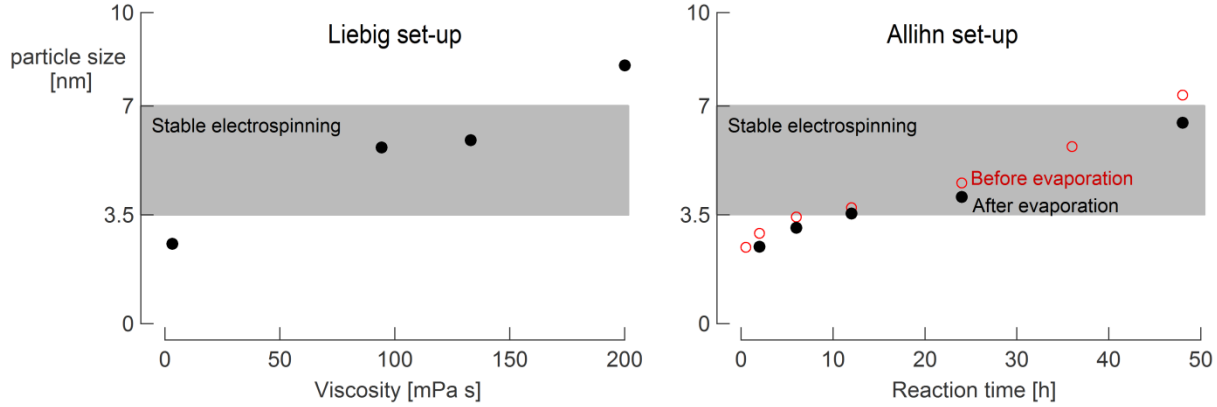 Liebig set-up
particle size
[nm]
10
7
3.5
0
Stable electrospinning
0
50
100
150
200
Viscosity [mPa s]
Allihn set-up
10
7
3.5
0
Stable electrospinning
Before evaporation
After evaporation
0
10
20
30
40
50
Reaction time [h]